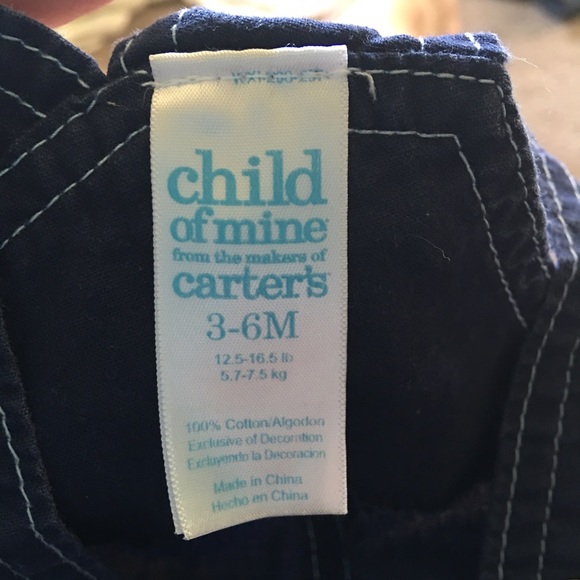 child
of mine
from the makers of
carter's
3-6M
12.5-16.5 lb
5.7-7.5 kg
100% Cotton/Algodon
Exclusive of Decoration
Excluyendo la Decoracion
Made in China
Hecho en China